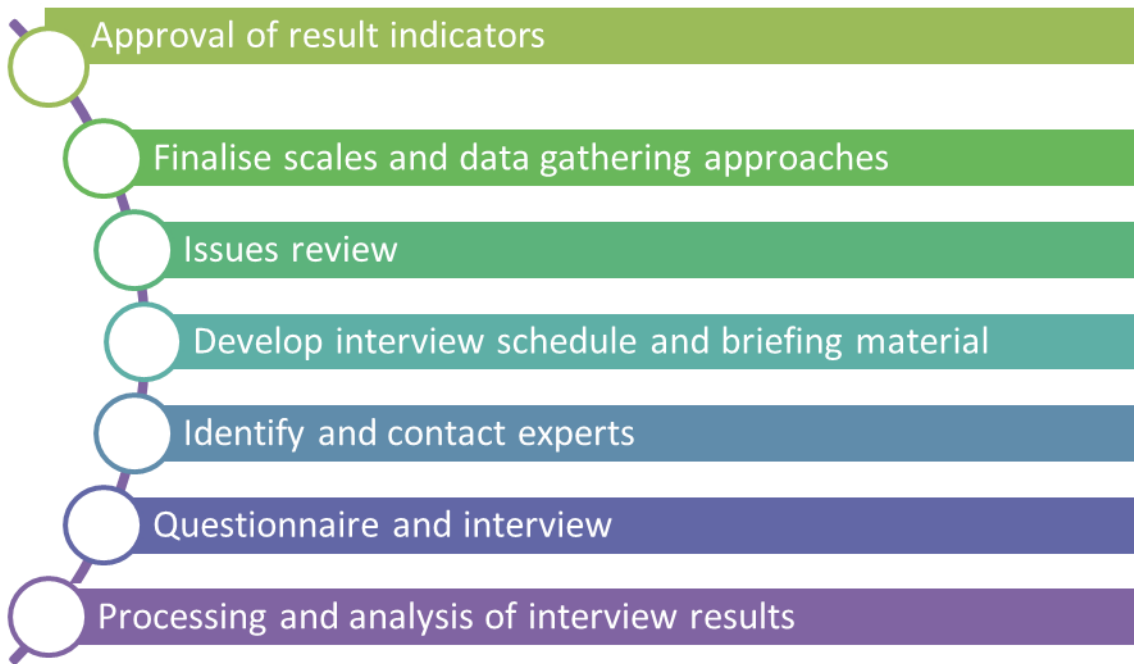 Approval of result indicators
Finalise scales and data gathering approaches
Issues review
Develop interview schedule and briefing material
Identify and contact experts
Questionnaire and interview
Processing and analysis of interview results